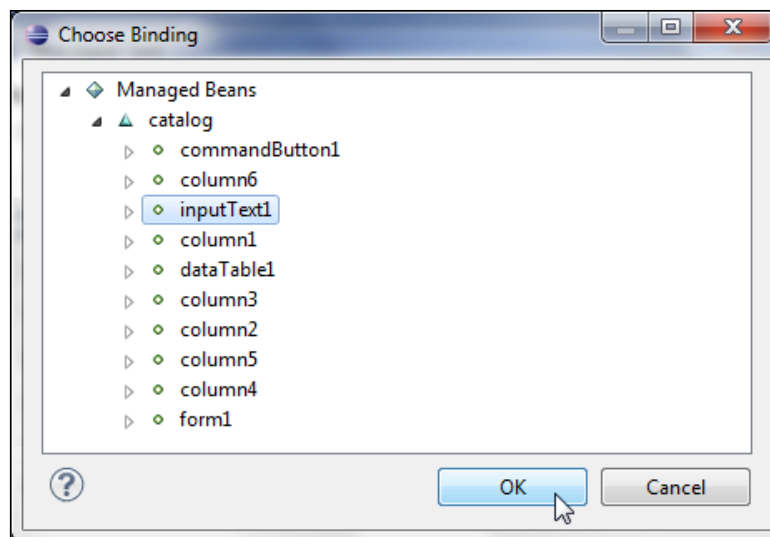 Choose Binding
Managed Beans
catalog
commandButton1
column6
inputText1
column1
dataTable1
column3
column2
column5
column4
form1
?
OK
Cancel